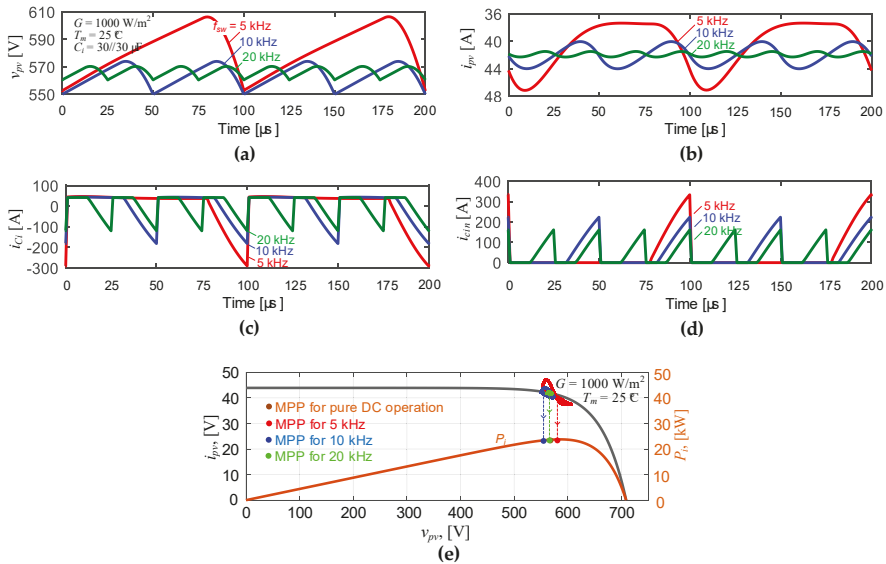 610
590
570
550
v_pv [V]
G = 1000 W/m²
T_m = 25 °C
C_i = 30//30 µF
f_sw = 5 kHz
10 kHz
20 kHz
0 25 50 75 100 125 150 175 200
Time [µs]
(a)
36
40
44
48
i_pv [A]
5 kHz
10 kHz
20 kHz
0 25 50 75 100 125 150 175 200
Time [µs]
(b)
100
0
-100
-200
-300
i_Ci [A]
20 kHz
10 kHz
5 kHz
0 25 50 75 100 125 150 175 200
Time [µs]
(c)
400
300
200
100
0
i_cin [A]
5 kHz
10 kHz
20 kHz
0 25 50 75 100 125 150 175 200
Time [µs]
(d)
50
40
30
20
10
0
i_pv, [V]
G = 1000 W/m²
T_m = 25 °C
MPP for pure DC operation
MPP for 5 kHz
MPP for 10 kHz
MPP for 20 kHz
P_i
50
40
30
20
10
0
P_i, [kW]
0 100 200 300 400 500 600 700
v_pv, [V]
(e)